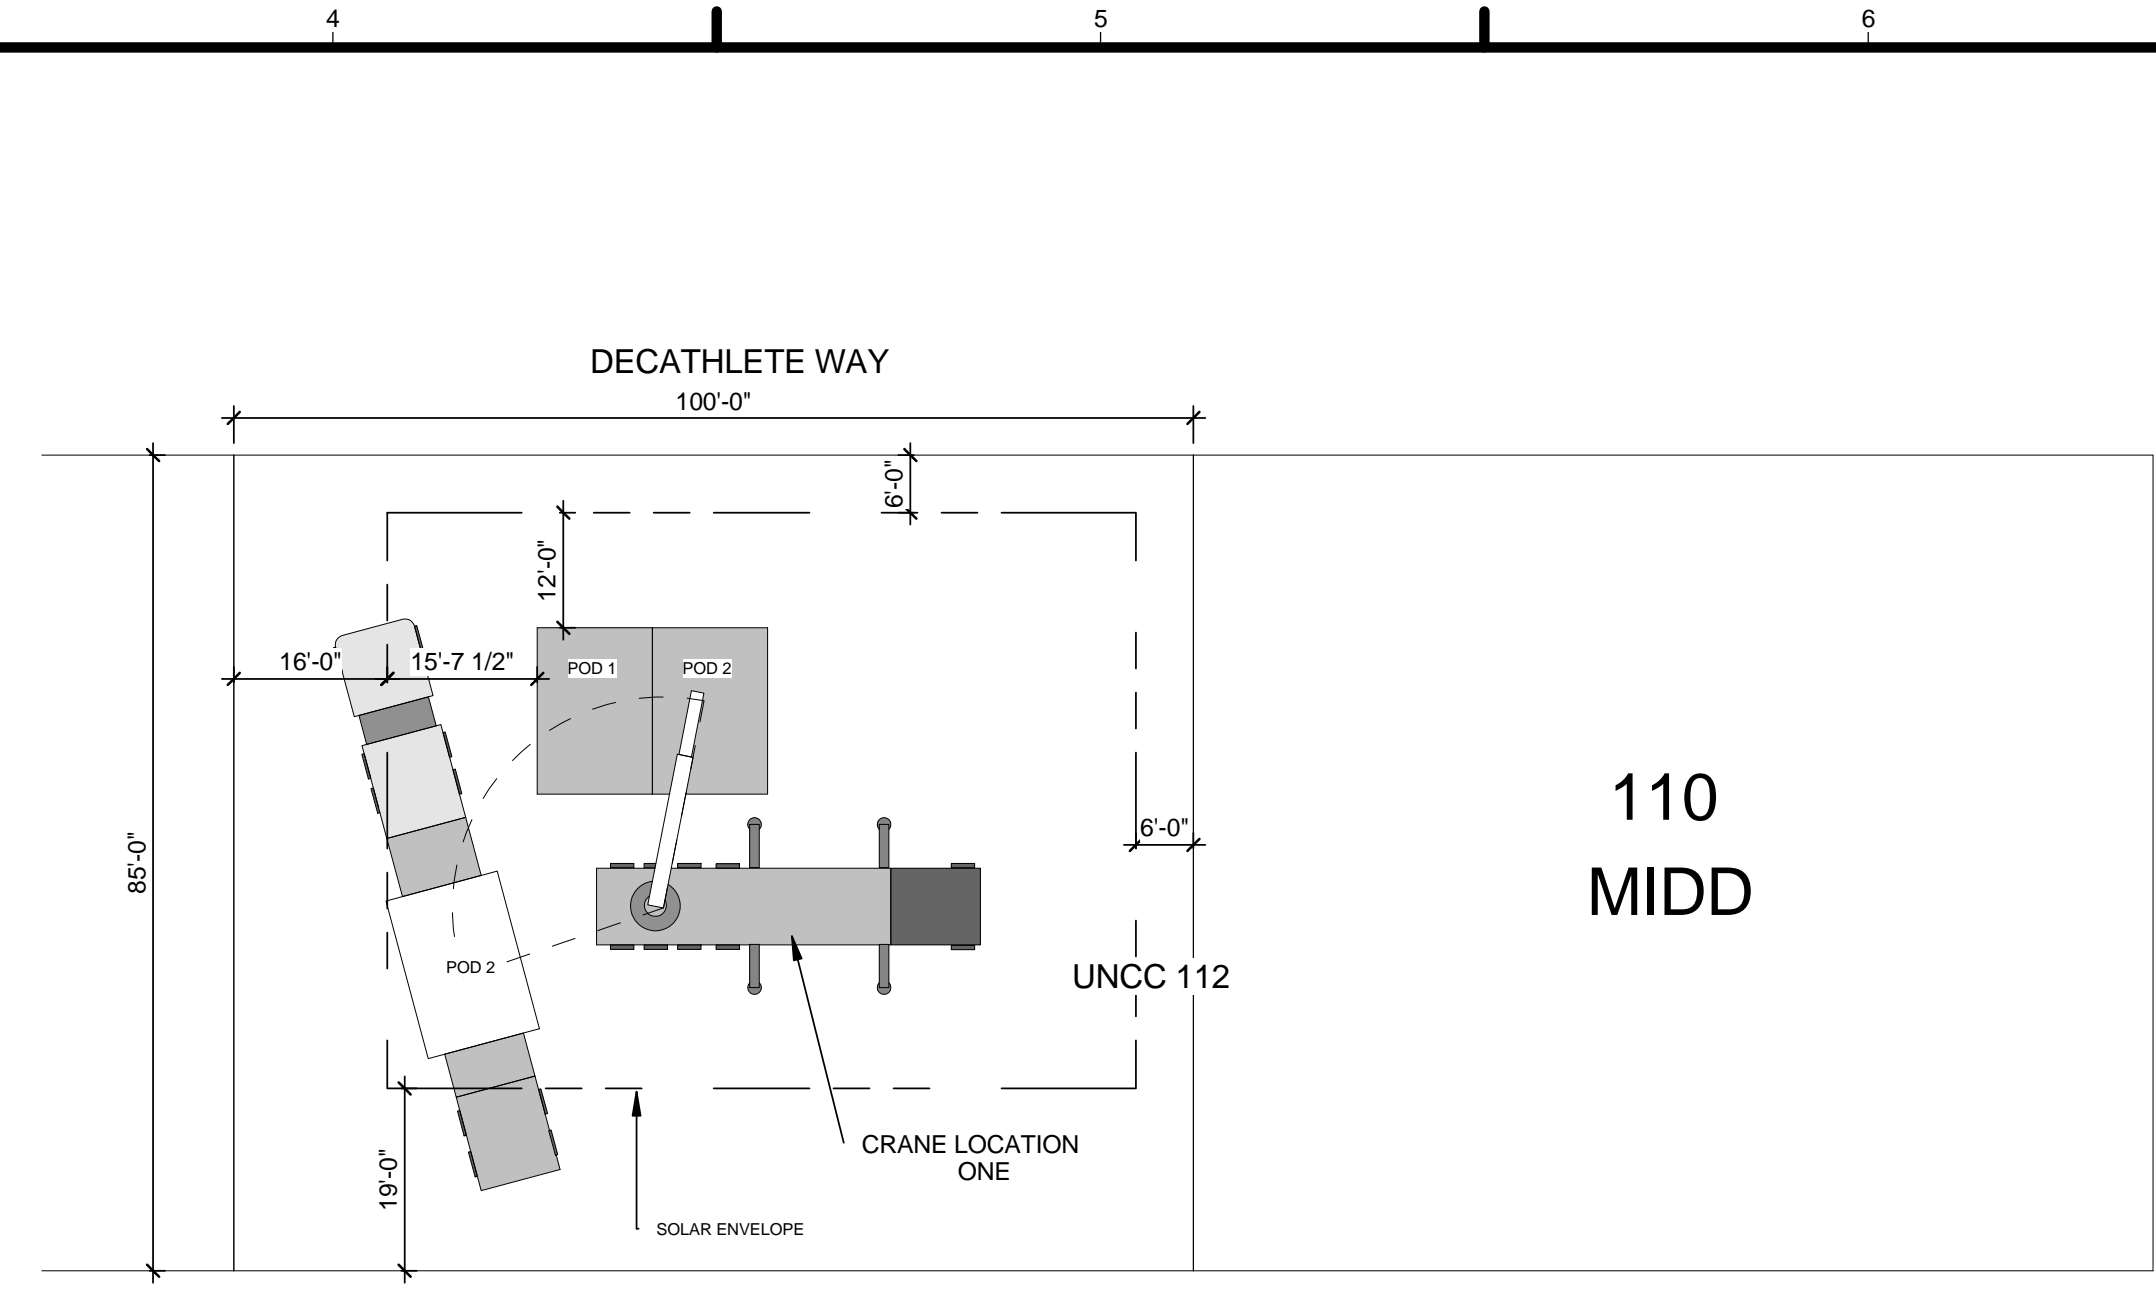 4
5
6
DECATHLETE WAY
100'-0"
6'-0"
12'-0"
16'-0"
15'-7 1/2"
POD 1
POD 2
110
MIDD
6'-0"
85'-0"
POD 2
UNCC 112
CRANE LOCATION
ONE
19'-0"
SOLAR ENVELOPE